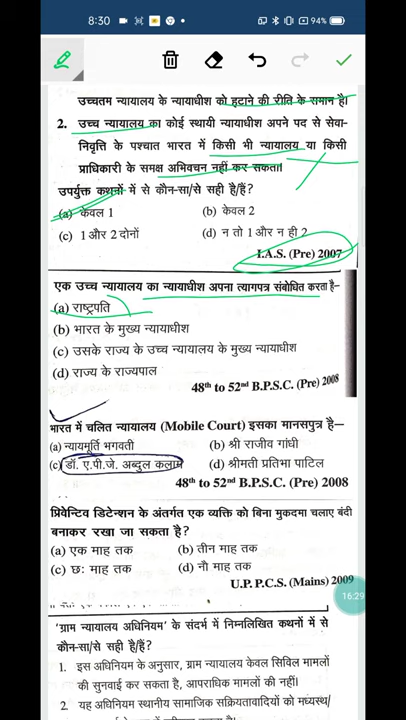 8:30
94%
उच्चतम न्यायालय के न्यायाधीश को हटाने की रीति के समान है।
2. उच्च न्यायालय का कोई स्थायी न्यायाधीश अपने पद से सेवा-
निवृत्ति के पश्चात भारत में किसी भी न्यायालय या किसी
प्राधिकारी के समक्ष अभिवचन नहीं कर सकता।
उपर्युक्त कथनों में से कौन-सा/से सही है/हैं?
(a) केवल 1 (b) केवल 2
(c) 1 और 2 दोनों (d) न तो 1 और न ही 2
I.A.S. (Pre) 2007
एक उच्च न्यायालय का न्यायाधीश अपना त्यागपत्र संबोधित करता है–
(a) राष्ट्रपति
(b) भारत के मुख्य न्यायाधीश
(c) उसके राज्य के उच्च न्यायालय के मुख्य न्यायाधीश
(d) राज्य के राज्यपाल
48th to 52nd B.P.S.C. (Pre) 2008
भारत में चलित न्यायालय (Mobile Court) इसका मानसपुत्र है–
(a) न्यायमूर्ति भगवती (b) श्री राजीव गांधी
(c) डॉ. ए.पी.जे. अब्दुल कलाम (d) श्रीमती प्रतिभा पाटिल
48th to 52nd B.P.S.C. (Pre) 2008
प्रिवेन्टिव डिटेन्शन के अंतर्गत एक व्यक्ति को बिना मुकदमा चलाए बंदी
बनाकर रखा जा सकता है?
(a) एक माह तक (b) तीन माह तक
(c) छः माह तक (d) नौ माह तक
U.P. P.C.S. (Mains) 2009
16:29
'ग्राम न्यायालय अधिनियम' के संदर्भ में निम्नलिखित कथनों में से
कौन-सा/से सही है/हैं?
1. इस अधिनियम के अनुसार, ग्राम न्यायालय केवल सिविल मामलों
की सुनवाई कर सकता है, आपराधिक मामलों की नहीं।
2. यह अधिनियम स्थानीय सामाजिक सक्रियतावादियों को मध्यस्थ/